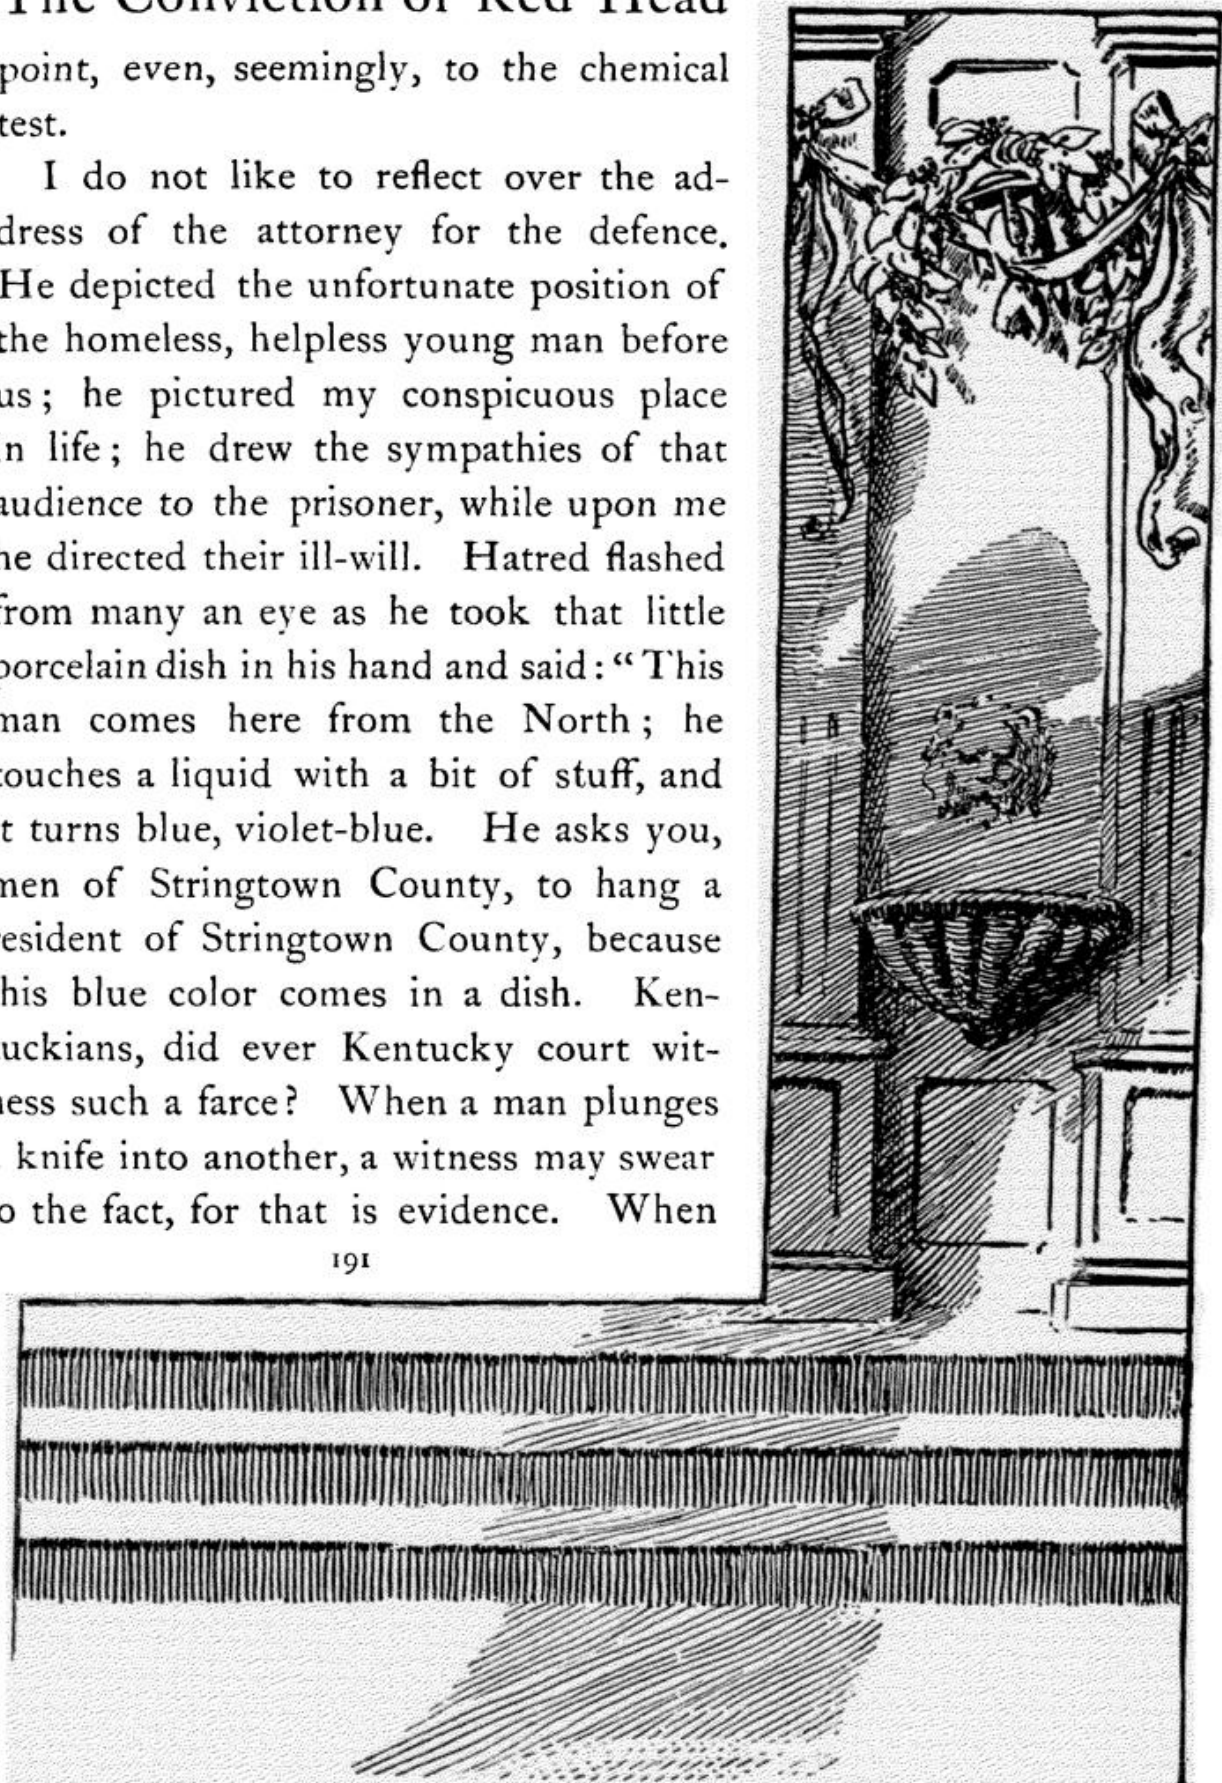 The Conviction of Red Head
point, even, seemingly, to the chemical
test.
I do not like to reflect over the ad-
dress of the attorney for the defence.
He depicted the unfortunate position of
the homeless, helpless young man before
us; he pictured my conspicuous place
in life; he drew the sympathies of that
audience to the prisoner, while upon me
he directed their ill-will. Hatred flashed
from many an eye as he took that little
porcelain dish in his hand and said: “This
man comes here from the North; he
touches a liquid with a bit of stuff, and
it turns blue, violet-blue. He asks you,
men of Stringtown County, to hang a
resident of Stringtown County, because
this blue color comes in a dish. Ken-
tuckians, did ever Kentucky court wit-
ness such a farce? When a man plunges
a knife into another, a witness may swear
to the fact, for that is evidence. When
191